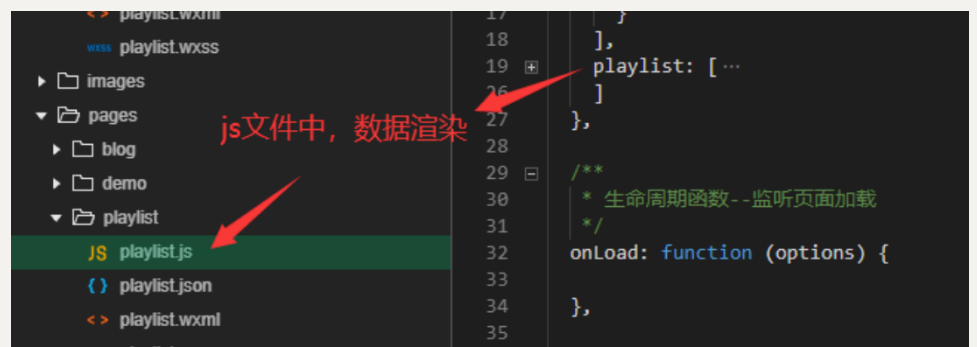 playlist.wxml
wxss playlist.wxss
images
pages
blog
demo
playlist
JS playlist.js
{ } playlist.json
< > playlist.wxml
js文件中，数据渲染
17 }
18 ],
19 playlist: [ ⋯
26 ]
27 },
28
29 /**
30 * 生命周期函数--监听页面加载
31 */
32 onLoad: function (options) {
33
34 },
35